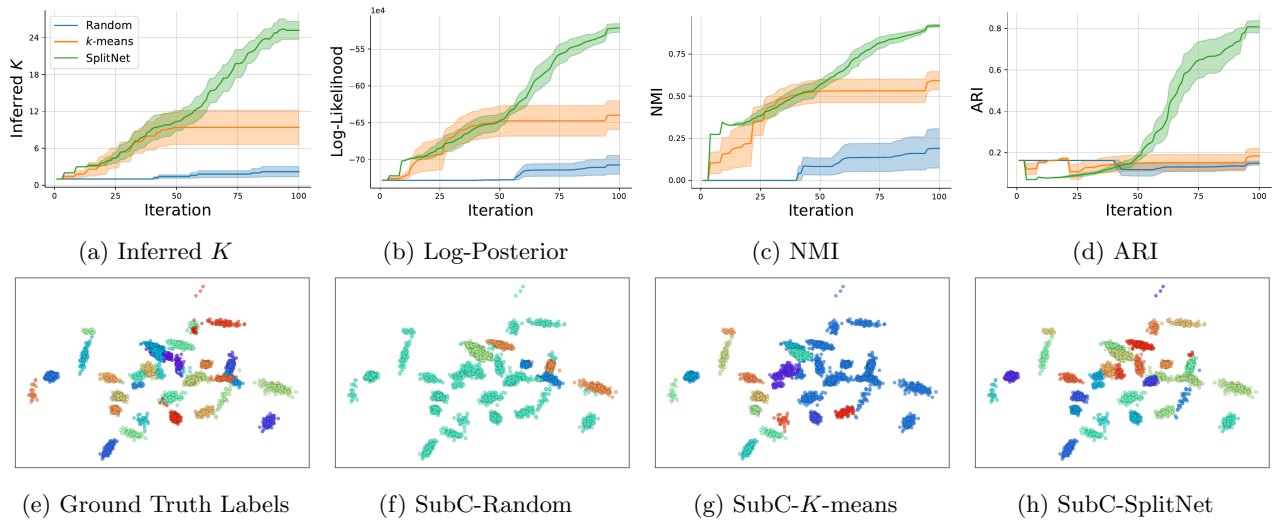 Random
k-means
SplitNet
Inferred K
24
18
12
6
0
0
25
50
75
100
Iteration
(a) Inferred K
1e4
Log-Likelihood
−55
−60
−65
−70
0
25
50
75
100
Iteration
(b) Log-Posterior
NMI
0.75
0.50
0.25
0.00
0
25
50
75
100
Iteration
(c) NMI
ARI
0.8
0.6
0.4
0.2
0
25
50
75
100
Iteration
(d) ARI
(e) Ground Truth Labels
(f) SubC-Random
(g) SubC-K-means
(h) SubC-SplitNet